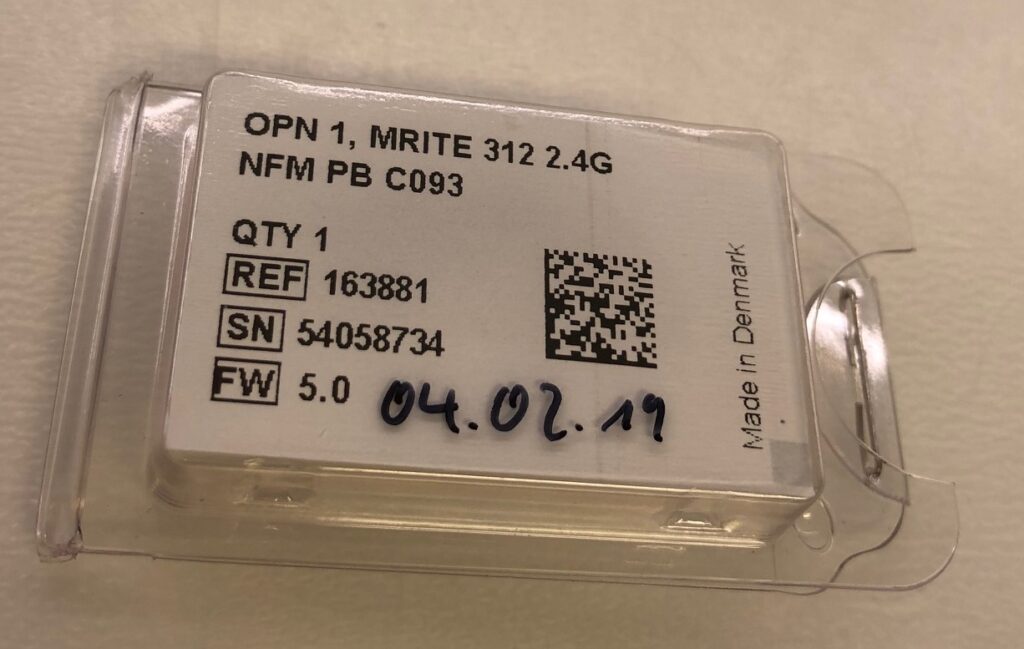 OPN 1, MRITE 312 2.4G
NFM PB C093
QTY 1
REF 163881
SN 54058734
FW 5.0
04.02.19
Made in Denmark